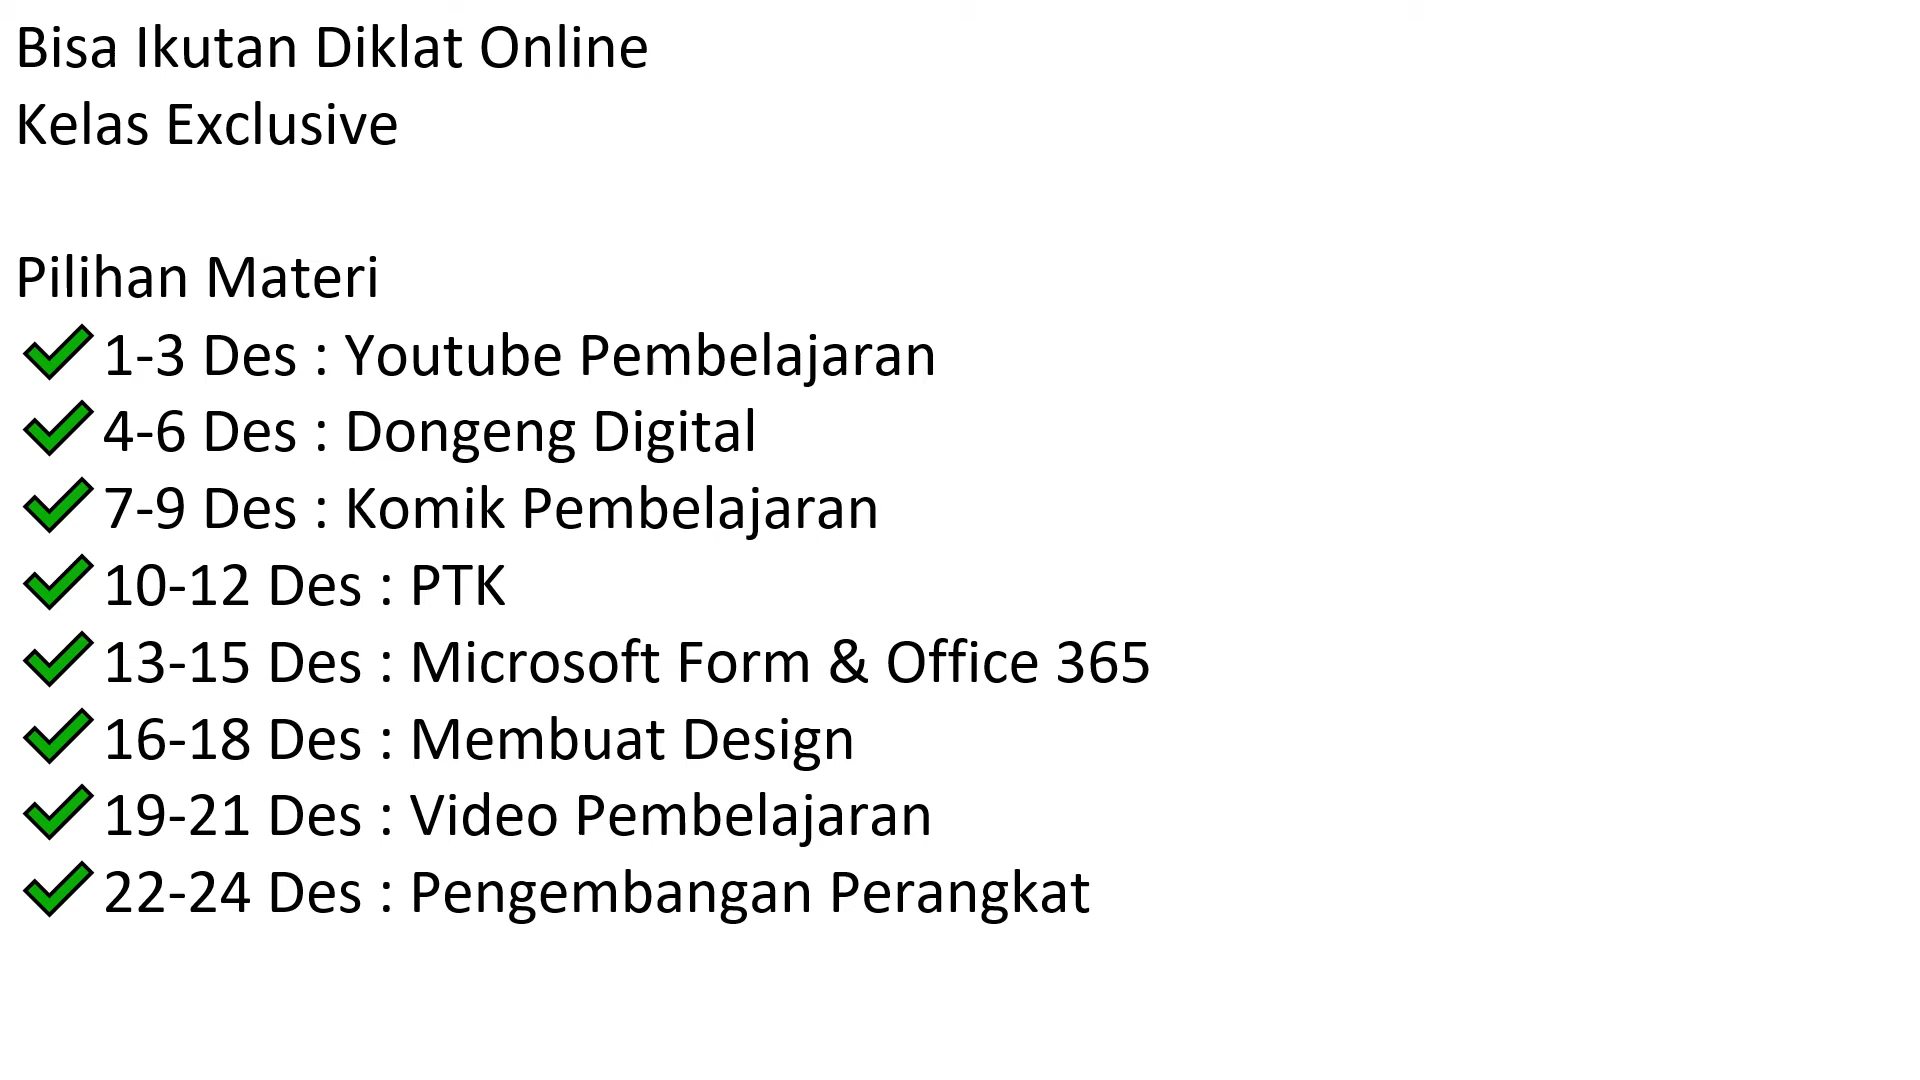 Bisa Ikutan Diklat Online
Kelas Exclusive
Pilihan Materi
✔1-3 Des : Youtube Pembelajaran
✔4-6 Des : Dongeng Digital
✔7-9 Des : Komik Pembelajaran
✔10-12 Des : PTK
✔13-15 Des : Microsoft Form & Office 365
✔16-18 Des : Membuat Design
✔19-21 Des : Video Pembelajaran
✔22-24 Des : Pengembangan Perangkat